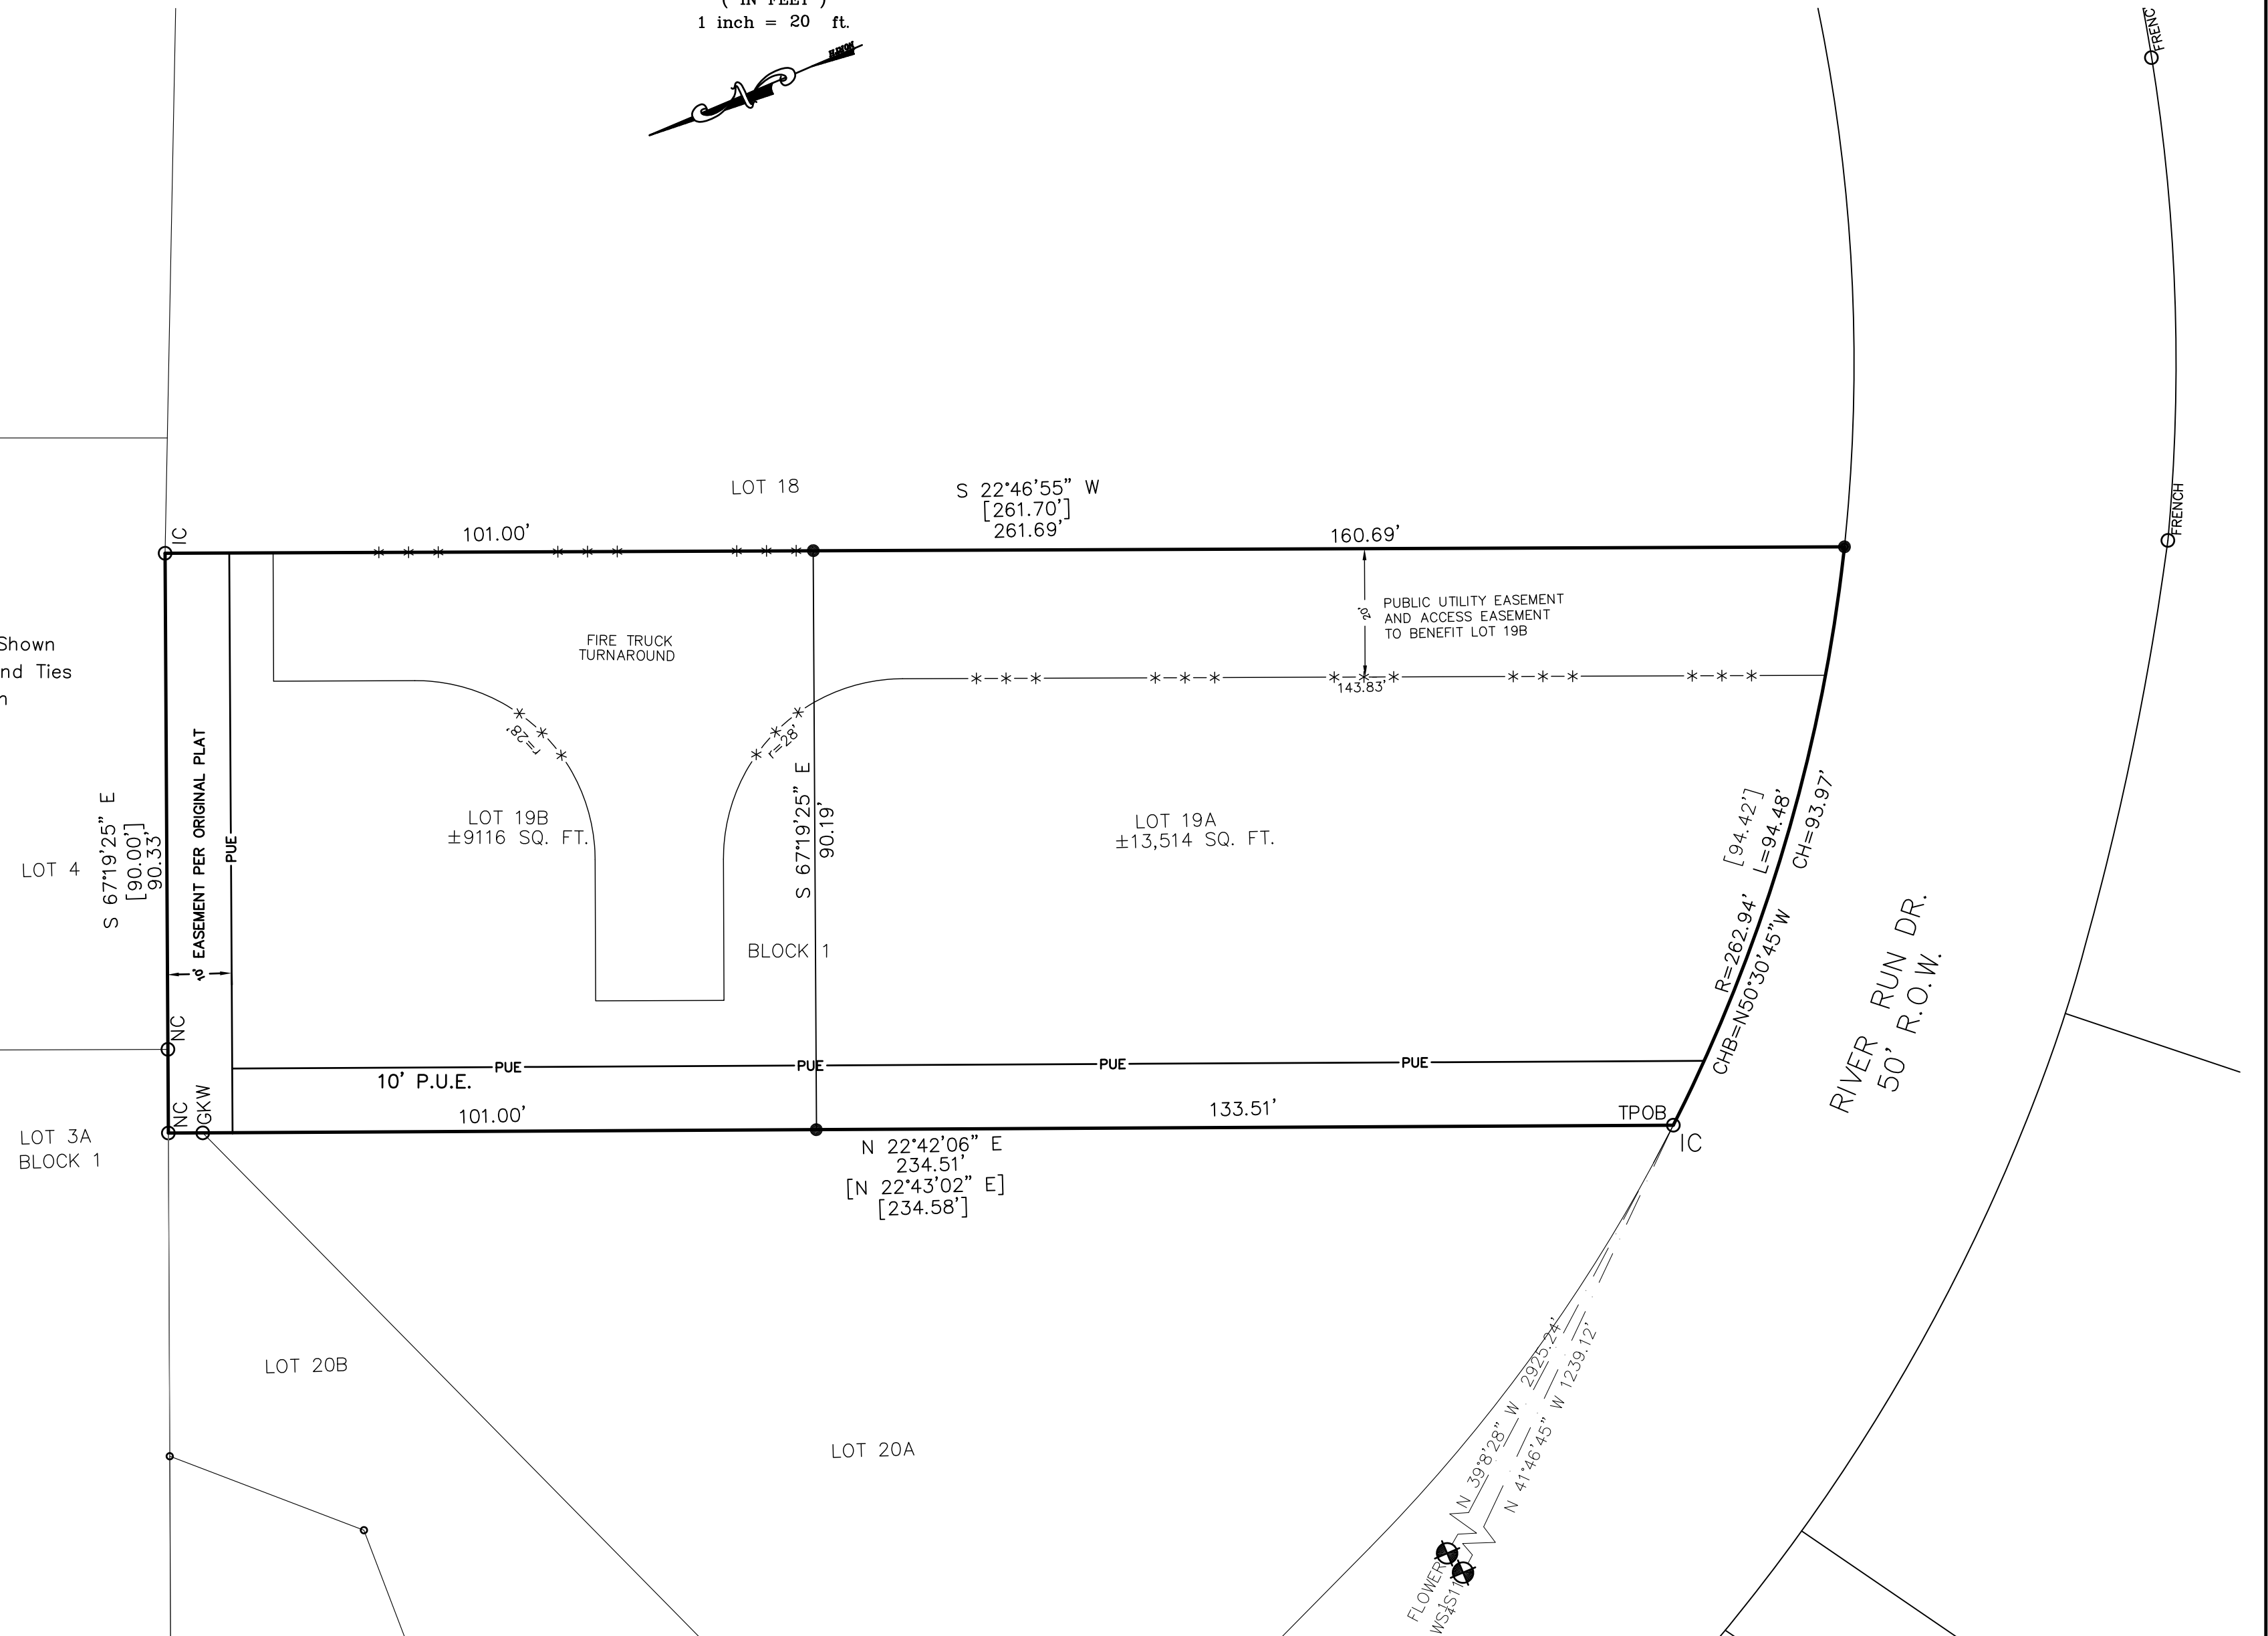 ( IN FEET )
1 inch = 20 ft.
N
FRENC
FRENCH
LOT 18
S 22°46'55" W
[261.70']
261.69'
101.00'
160.69'
IC
Shown
nd Ties
n
FIRE TRUCK
TURNAROUND
20'
PUBLIC UTILITY EASEMENT
AND ACCESS EASEMENT
TO BENEFIT LOT 19B
143.83'
r=28'
r=28'
10' EASEMENT PER ORIGINAL PLAT
PUE
LOT 4
S 67°19'25" E
[90.00']
90.33'
LOT 19B
±9116 SQ. FT.
S 67°19'25" E
90.19'
LOT 19A
±13,514 SQ. FT.
BLOCK 1
[94.42']
L=94.48'
CH=93.97'
R=262.94'
CHB=N50°30'45"W
RIVER RUN DR.
50' R.O.W.
NC
PUE
PUE
PUE
PUE
10' P.U.E.
NC
GKW
101.00'
133.51'
TPOB
IC
LOT 3A
BLOCK 1
N 22°42'06" E
234.51'
[N 22°43'02" E]
[234.58']
LOT 20B
LOT 20A
N 39°8'28" W 2925.24'
N 41°46'45" W 1239.12'
FLOWER